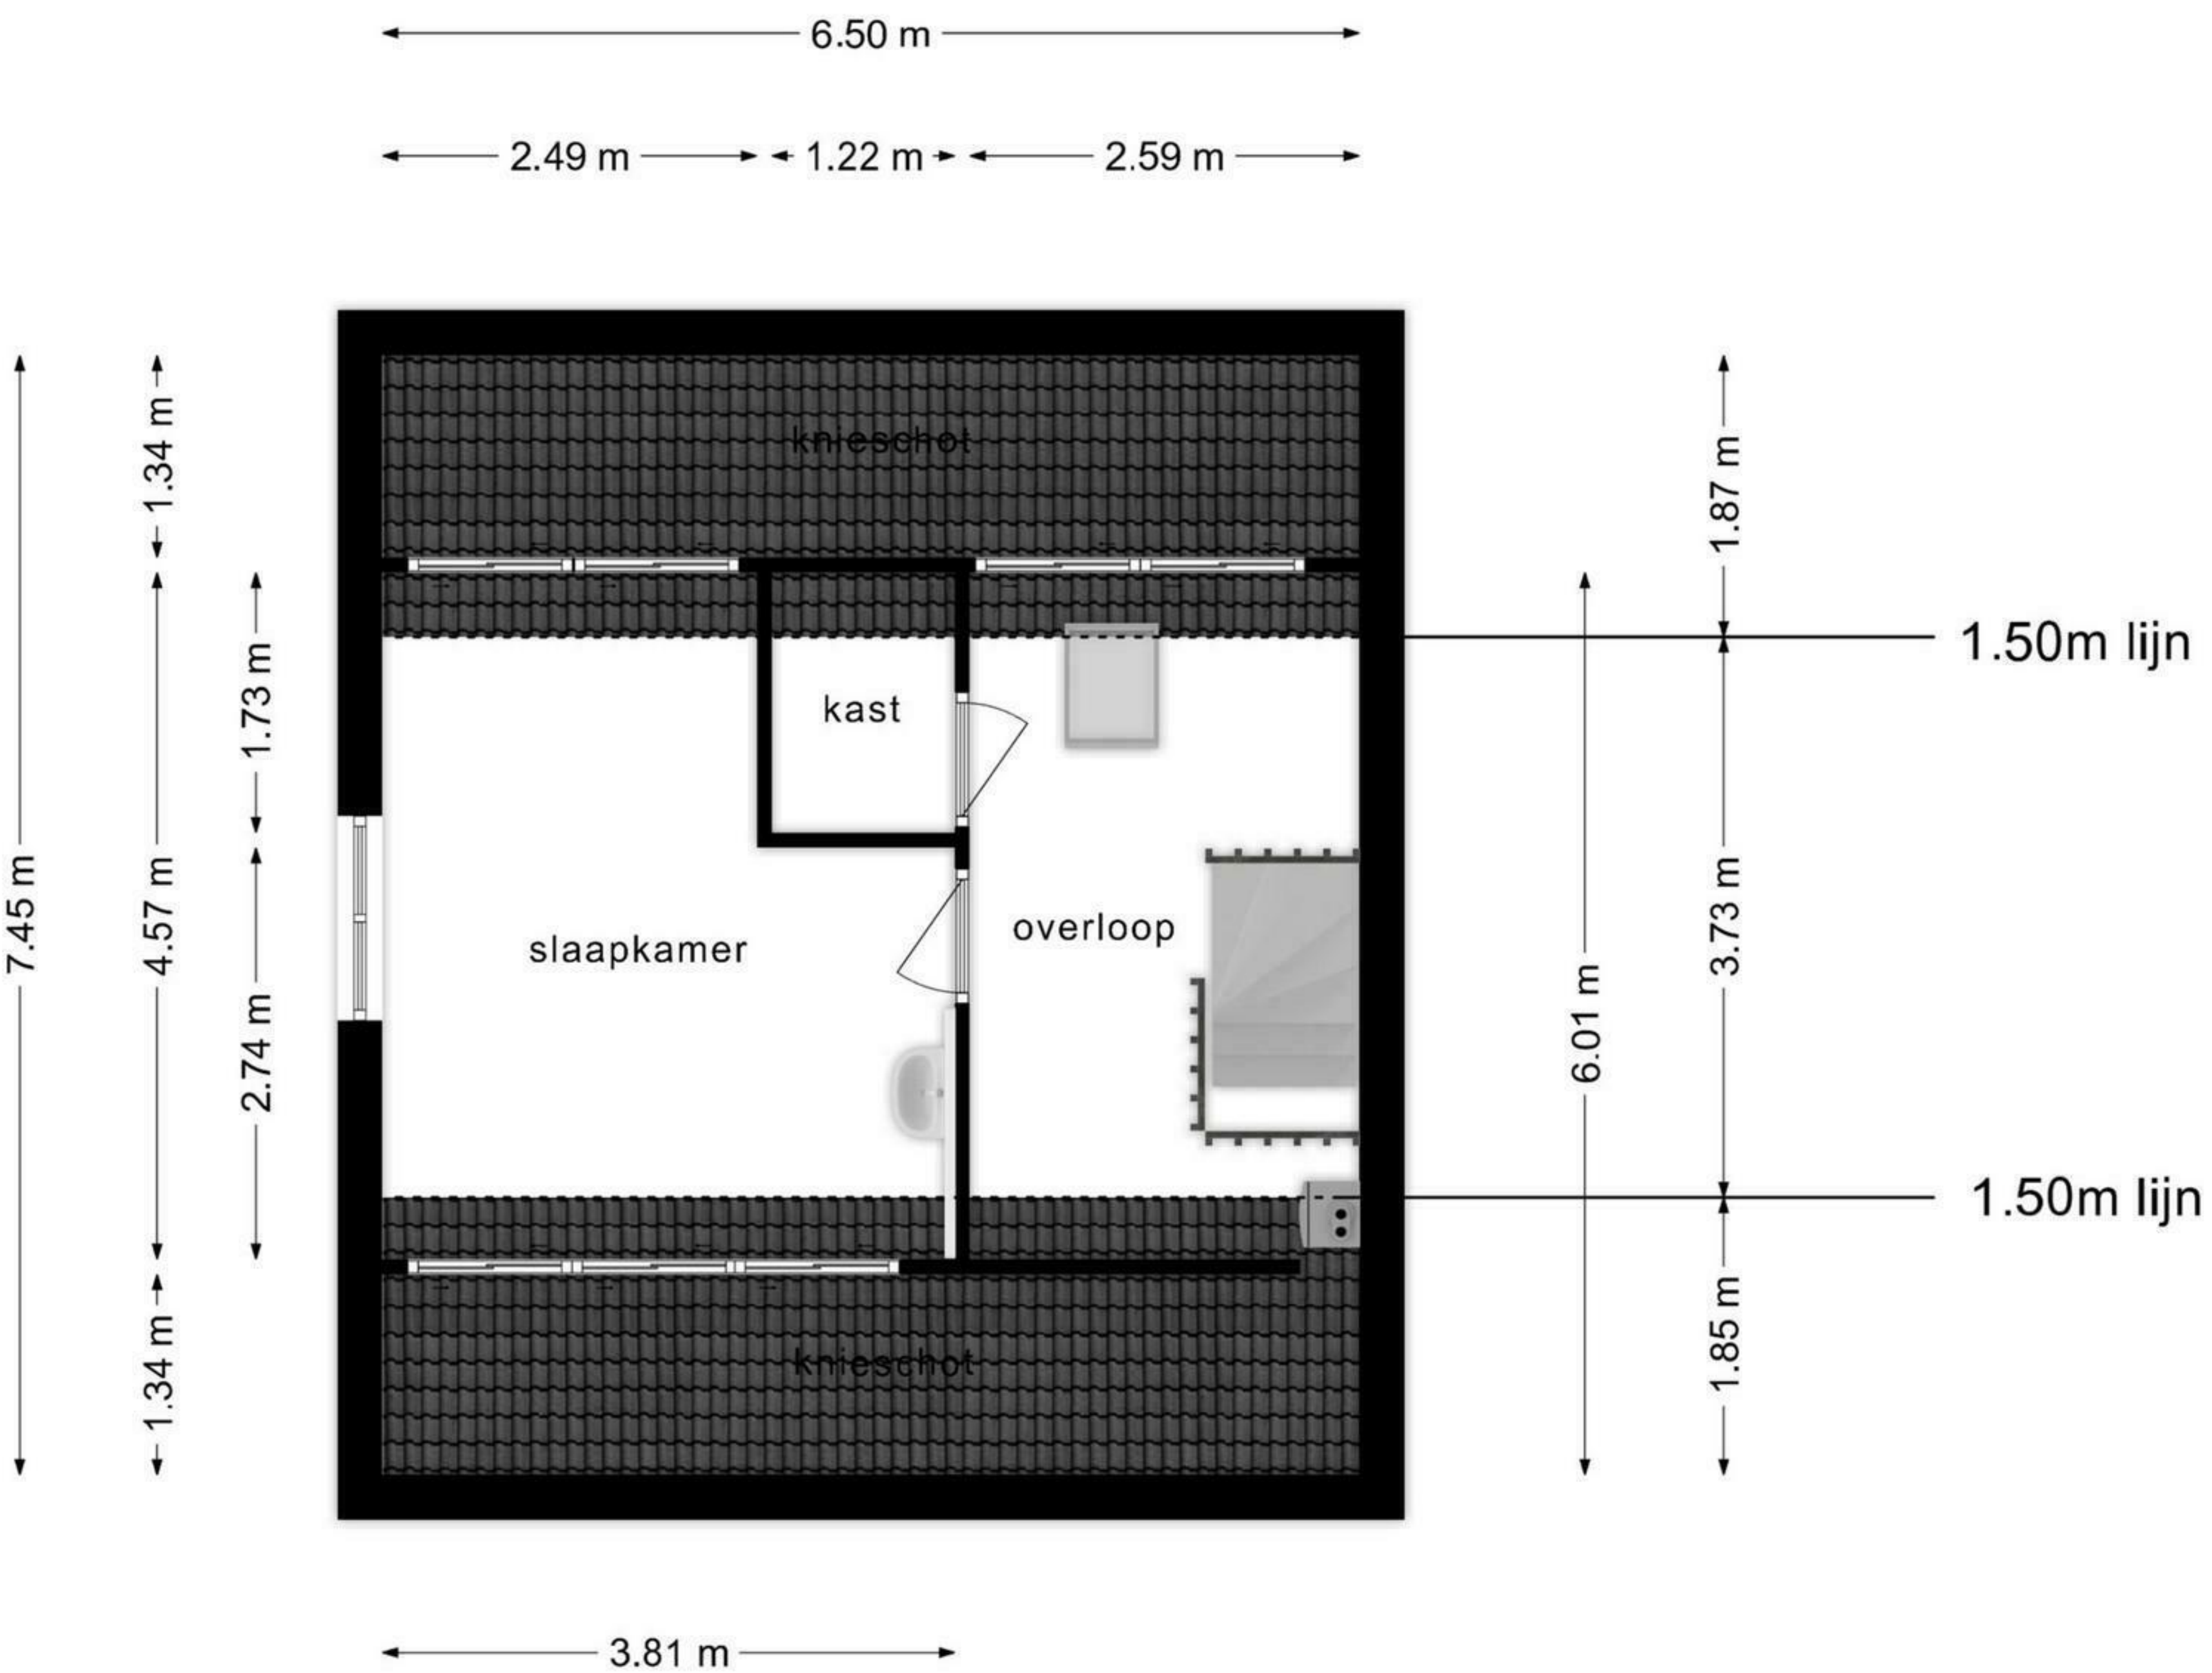 6.50 m
2.49 m
1.22 m
2.59 m
knieschot
1.34 m
1.87 m
1.50m lijn
1.73 m
kast
7.45 m
4.57 m
slaapkamer
overloop
3.73 m
2.74 m
6.01 m
1.50m lijn
1.34 m
knieschot
1.85 m
3.81 m